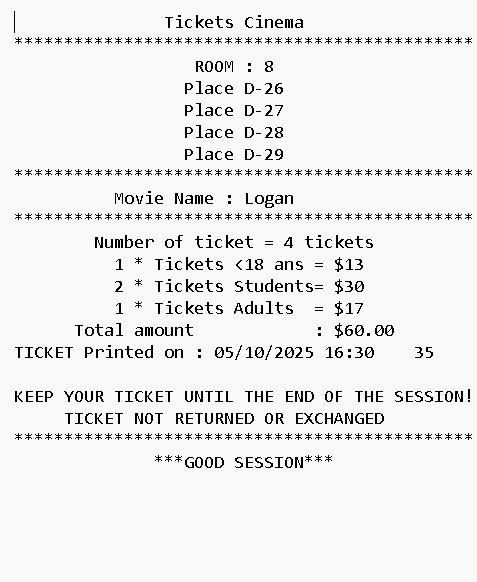 Tickets Cinema
**********************************************
ROOM : 8
Place D-26
Place D-27
Place D-28
Place D-29
**********************************************
Movie Name : Logan
**********************************************
Number of ticket = 4 tickets
1 * Tickets <18 ans = $13
2 * Tickets Students= $30
1 * Tickets Adults  = $17
Total amount            : $60.00
TICKET Printed on : 05/10/2025 16:30    35
KEEP YOUR TICKET UNTIL THE END OF THE SESSION!
TICKET NOT RETURNED OR EXCHANGED
**********************************************
***GOOD SESSION***